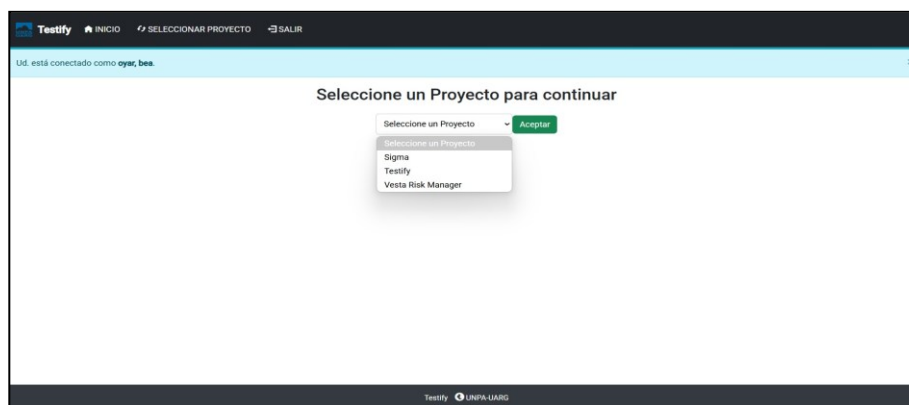 Testify INICIO SELECCIONAR PROYECTO SALIR
Ud. está conectado como oyar, bea.
Seleccione un Proyecto para continuar
Seleccione un Proyecto Aceptar
Seleccione un Proyecto
Sigma
Testify
Vesta Risk Manager
Testify UNPA-UARG